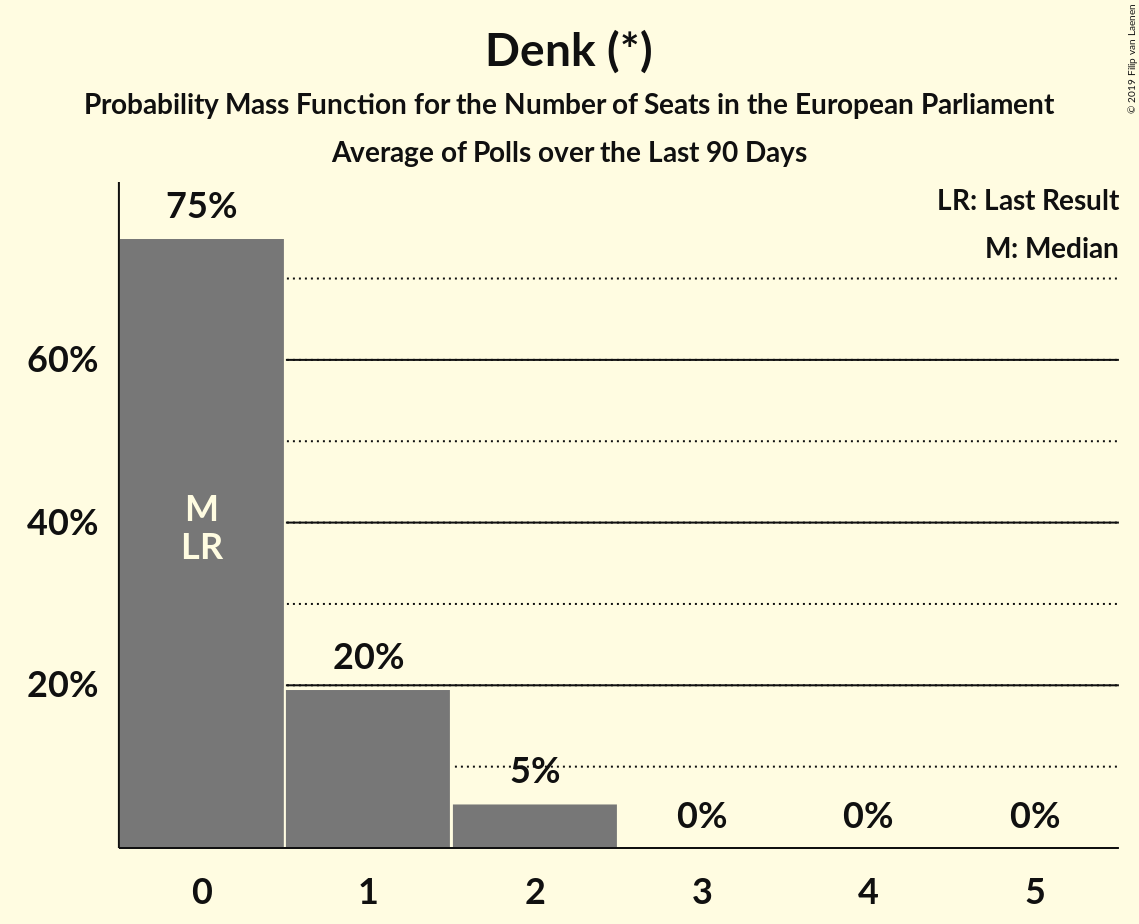 Denk (*)
Probability Mass Function for the Number of Seats in the European Parliament
Average of Polls over the Last 90 Days
© 2019 Filip van Laenen
LR: Last Result
M: Median
75%
60%
40%
20%
M
LR
20%
5%
0%
0%
0%
0 1 2 3 4 5